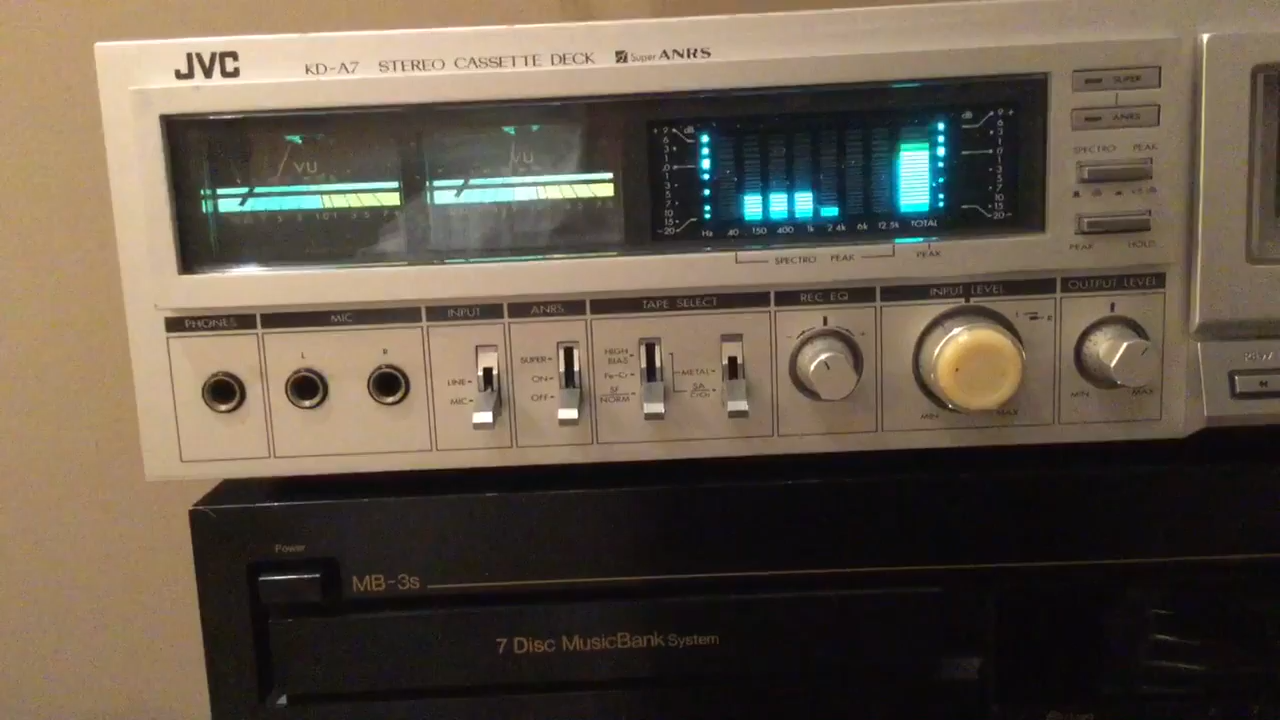 JVC
KD-A7 STEREO CASSETTE DECK Super ANRS
SUPER
ANRS
VU
VU
dB
dB
SPECTRO PEAK
Hz 40 150 400 1k 2.4k 6k 12.5k TOTAL
SPECTRO PEAK
PEAK
PEAK HOLD
PHONES
MIC
INPUT
ANRS
TAPE SELECT
REC EQ
INPUT LEVEL
OUTPUT LEVEL
L
R
LINE
MIC
SUPER
ON
OFF
HIGH BIAS
Fe-Cr
SF NORM
METAL
SA CrO2
- +
MIN MAX
MIN MAX
Power
MB-3s
7 Disc MusicBank System